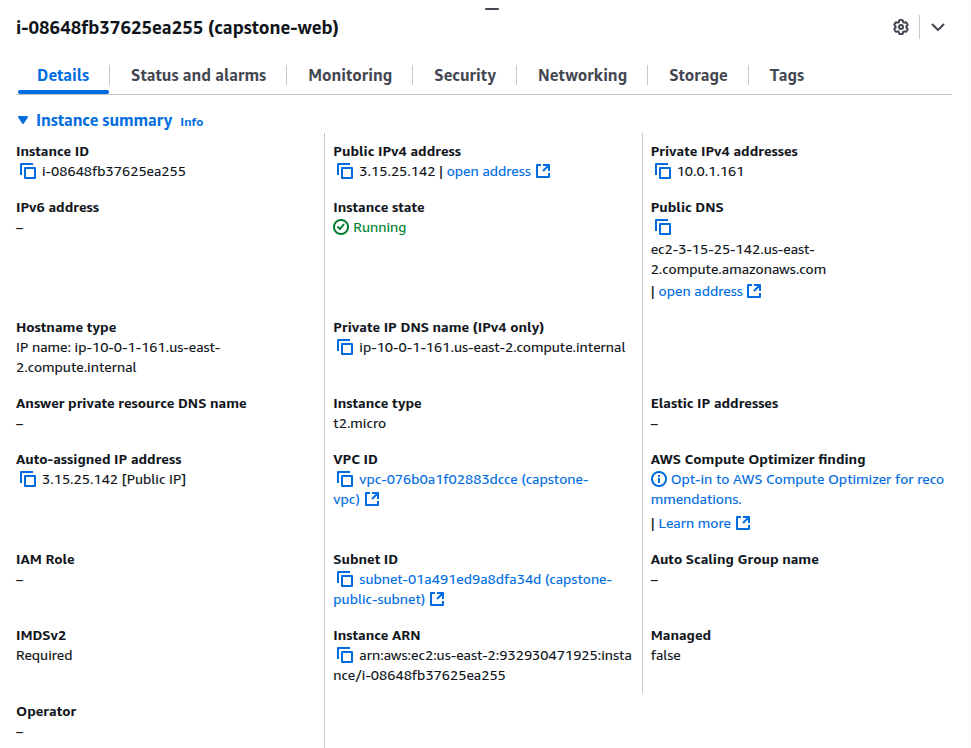 i-08648fb37625ea255 (capstone-web)
Details
Status and alarms
Monitoring
Security
Networking
Storage
Tags
Instance summary Info
Instance ID
i-08648fb37625ea255
Public IPv4 address
3.15.25.142 | open address
Private IPv4 addresses
10.0.1.161
IPv6 address
–
Instance state
Running
Public DNS
ec2-3-15-25-142.us-east-
2.compute.amazonaws.com
| open address
Hostname type
IP name: ip-10-0-1-161.us-east-
2.compute.internal
Private IP DNS name (IPv4 only)
ip-10-0-1-161.us-east-2.compute.internal
Answer private resource DNS name
–
Instance type
t2.micro
Elastic IP addresses
–
Auto-assigned IP address
3.15.25.142 [Public IP]
VPC ID
vpc-076b0a1f02883dcce (capstone-
vpc)
AWS Compute Optimizer finding
Opt-in to AWS Compute Optimizer for reco
mmendations.
| Learn more
IAM Role
–
Subnet ID
subnet-01a491ed9a8dfa34d (capstone-
public-subnet)
Auto Scaling Group name
–
IMDSv2
Required
Instance ARN
arn:aws:ec2:us-east-2:932930471925:insta
nce/i-08648fb37625ea255
Managed
false
Operator
–